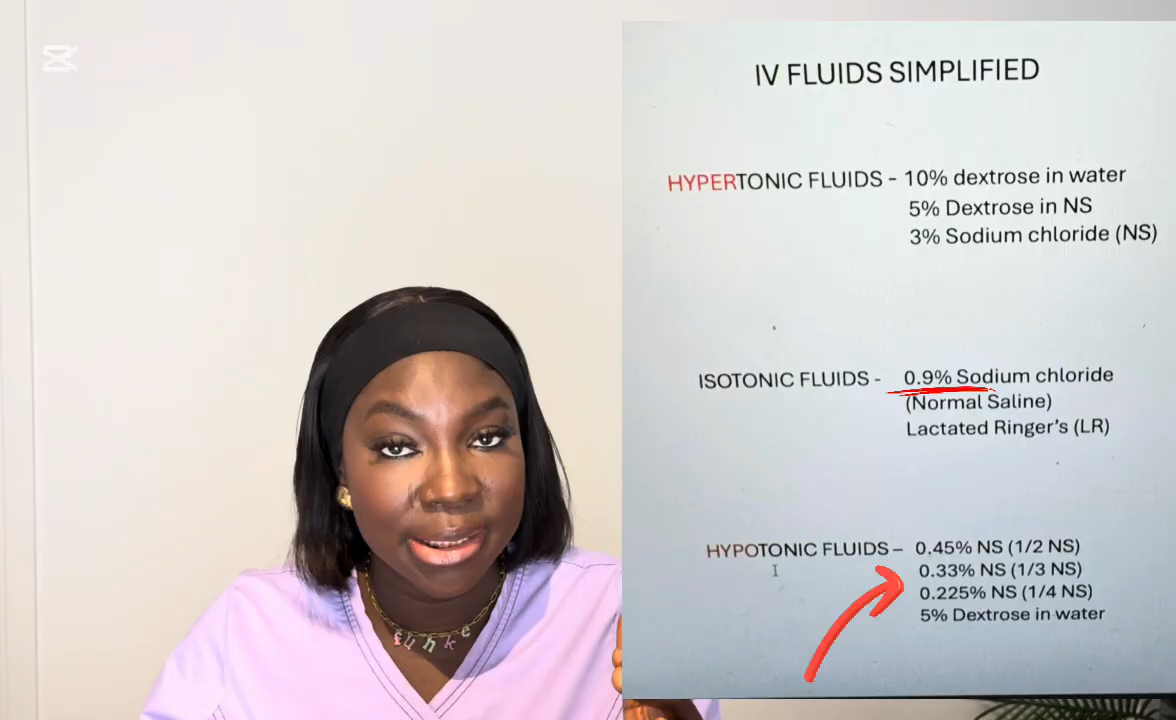 IV FLUIDS SIMPLIFIED
HYPERTONIC FLUIDS - 10% dextrose in water
5% Dextrose in NS
3% Sodium chloride (NS)
ISOTONIC FLUIDS - 0.9% Sodium chloride
(Normal Saline)
Lactated Ringer's (LR)
HYPOTONIC FLUIDS – 0.45% NS (1/2 NS)
0.33% NS (1/3 NS)
0.225% NS (1/4 NS)
5% Dextrose in water
funke